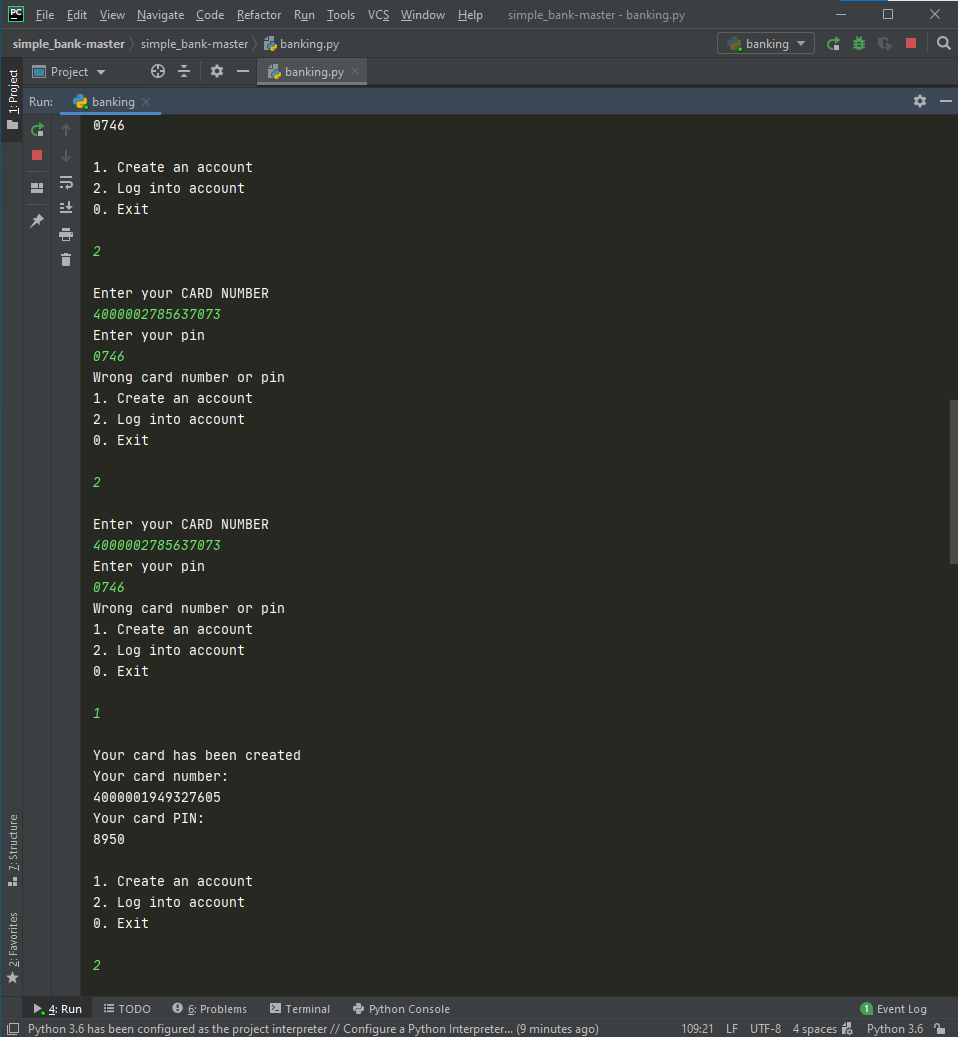 PC File Edit View Navigate Code Refactor Run Tools VCS Window Help simple_bank-master - banking.py
simple_bank-master simple_bank-master banking.py banking
Project banking.py
1: Project
Run: banking
0746
1. Create an account
2. Log into account
0. Exit
2
Enter your CARD NUMBER
4000002785637073
Enter your pin
0746
Wrong card number or pin
1. Create an account
2. Log into account
0. Exit
2
Enter your CARD NUMBER
4000002785637073
Enter your pin
0746
Wrong card number or pin
1. Create an account
2. Log into account
0. Exit
1
Your card has been created
Your card number:
4000001949327605
Your card PIN:
8950
1. Create an account
2. Log into account
0. Exit
2
7: Structure
2: Favorites
4: Run TODO 6: Problems Terminal Python Console 1 Event Log
Python 3.6 has been configured as the project interpreter // Configure a Python Interpreter... (9 minutes ago) 109:21 LF UTF-8 4 spaces Python 3.6